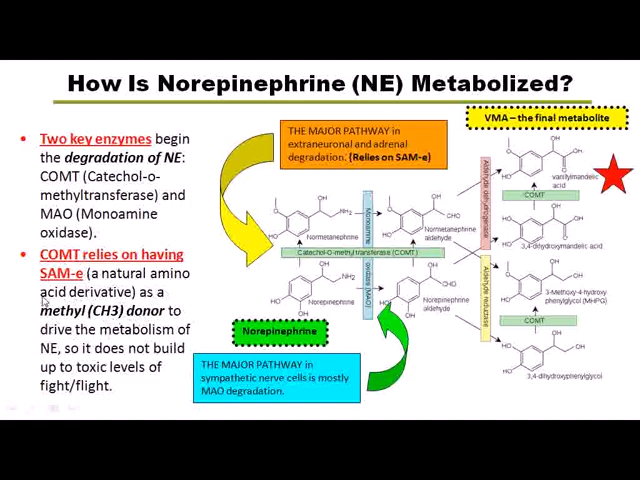 How Is Norepinephrine (NE) Metabolized?
• Two key enzymes begin
the degradation of NE:
COMT (Catechol-o-
methyltransferase) and
MAO (Monoamine
oxidase).
• COMT relies on having
SAM-e (a natural amino
acid derivative) as a
methyl (CH3) donor to
drive the metabolism of
NE, so it does not build
up to toxic levels of
fight/flight.
THE MAJOR PATHWAY in
extraneuronal and adrenal
degradation. (Relies on SAM-e)
VMA – the final metabolite
Normetanephrine
Monoamine
oxidase (MAO)
Normetanephrine
aldehyde
Catechol-O-methyltransferase (COMT)
Norepinephrine
Norepinephrine
aldehyde
Aldehyde dehydrogenase
Aldehyde reductase
vanilymandelic
acid
COMT
3,4-dihydroxymandlic acid
3-Methoxy-4-hydroxy
phenylglycol (MHPG)
COMT
3,4-dihydroxyphenylglycol
Norepinephrine
THE MAJOR PATHWAY in
sympathetic nerve cells is mostly
MAO degradation.